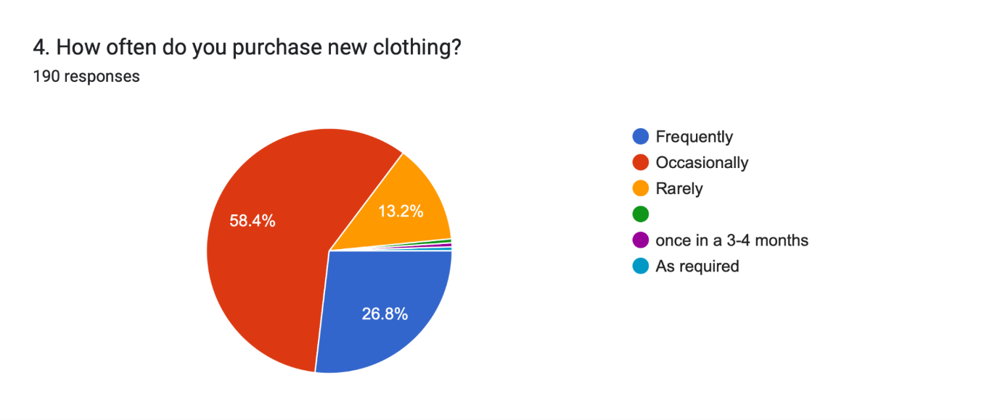 4. How often do you purchase new clothing?
190 responses
58.4%
13.2%
26.8%
Frequently
Occasionally
Rarely
once in a 3-4 months
As required